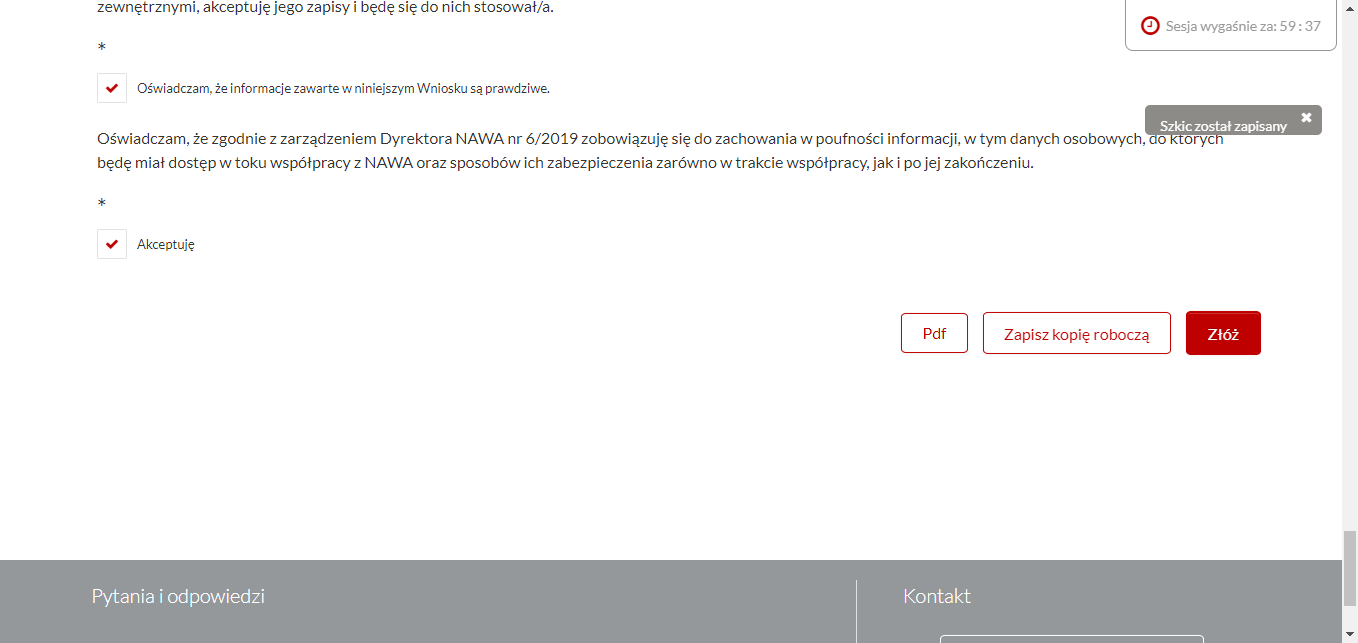 zewnętrznymi, akceptuję jego zapisy i będę się do nich stosował/a.
Sesja wygaśnie za: 59 : 37
*
Oświadczam, że informacje zawarte w niniejszym Wniosku są prawdziwe.
Szkic został zapisany
Oświadczam, że zgodnie z zarządzeniem Dyrektora NAWA nr 6/2019 zobowiązuję się do zachowania w poufności informacji, w tym danych osobowych, do których
będę miał dostęp w toku współpracy z NAWA oraz sposobów ich zabezpieczenia zarówno w trakcie współpracy, jak i po jej zakończeniu.
*
Akceptuję
Pdf
Zapisz kopię roboczą
Złóż
Pytania i odpowiedzi
Kontakt